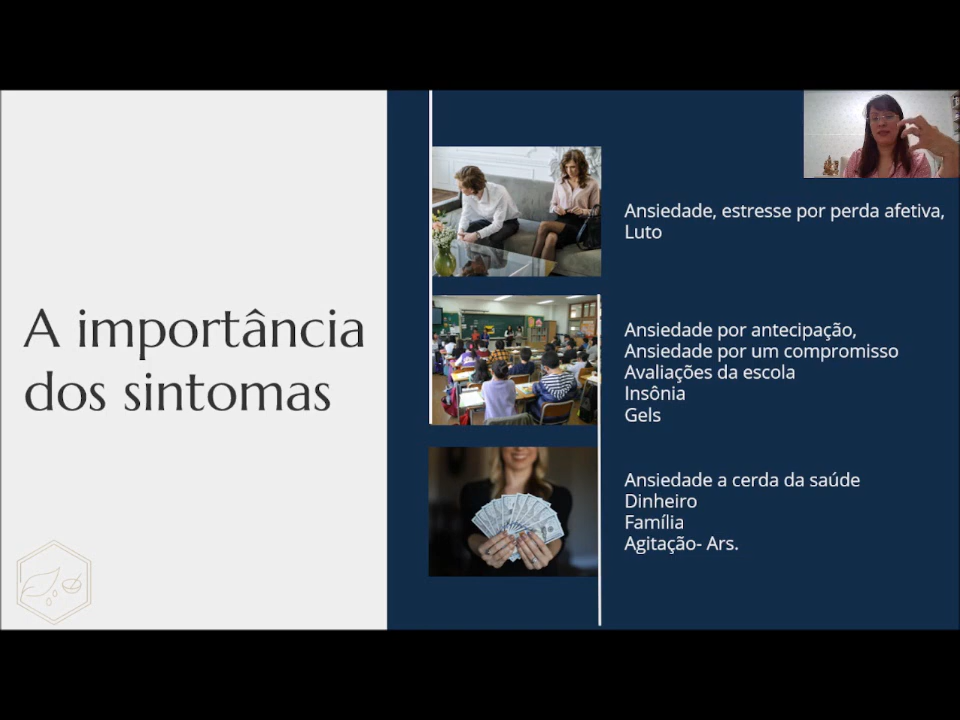 A importância
dos sintomas
Ansiedade, estresse por perda afetiva,
Luto
Ansiedade por antecipação,
Ansiedade por um compromisso
Avaliações da escola
Insônia
Gels
Ansiedade a cerda da saúde
Dinheiro
Família
Agitação- Ars.